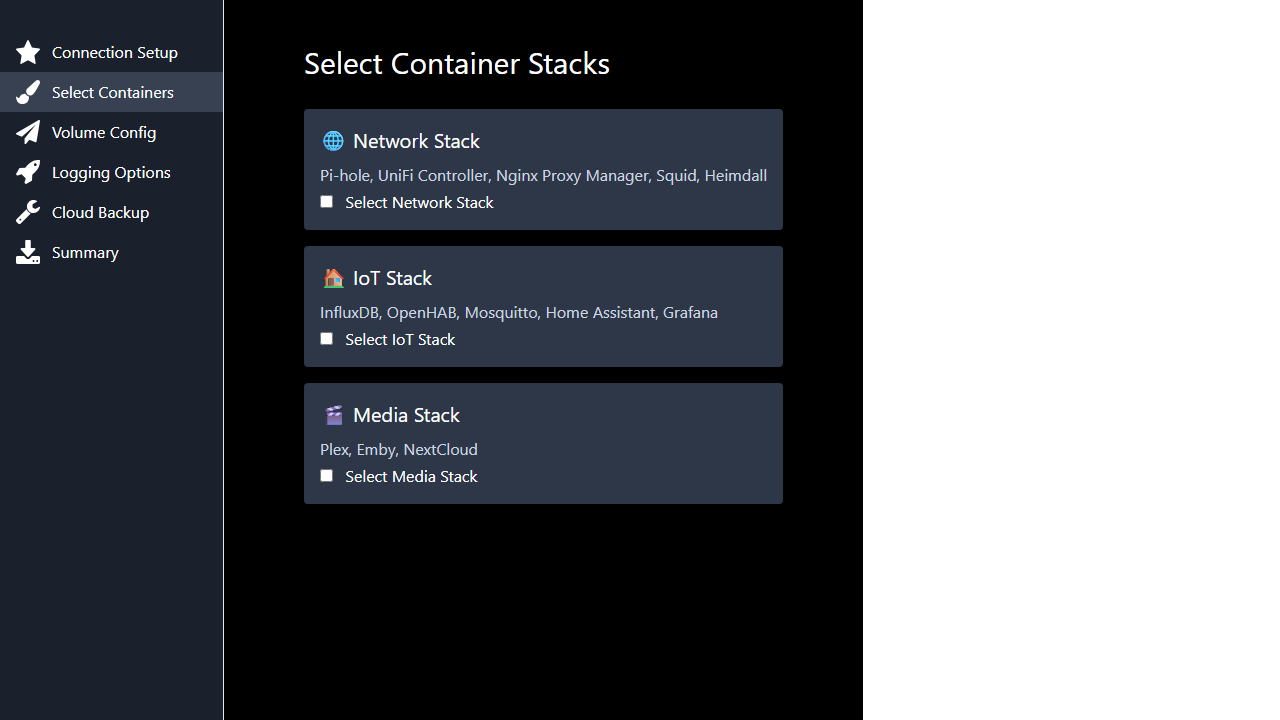 Connection Setup
Select Containers
Volume Config
Logging Options
Cloud Backup
Summary
Select Container Stacks
Network Stack
Pi-hole, UniFi Controller, Nginx Proxy Manager, Squid, Heimdall
Select Network Stack
IoT Stack
InfluxDB, OpenHAB, Mosquitto, Home Assistant, Grafana
Select IoT Stack
Media Stack
Plex, Emby, NextCloud
Select Media Stack